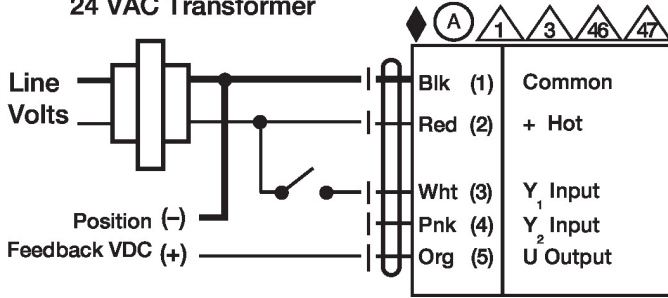 24 VAC Transformer
A 1 3 46 47
Line Volts
Blk (1) Common
Red (2) + Hot
Wht (3) Y1 Input
Position (–)
Pnk (4) Y2 Input
Feedback VDC (+)
Org (5) U Output